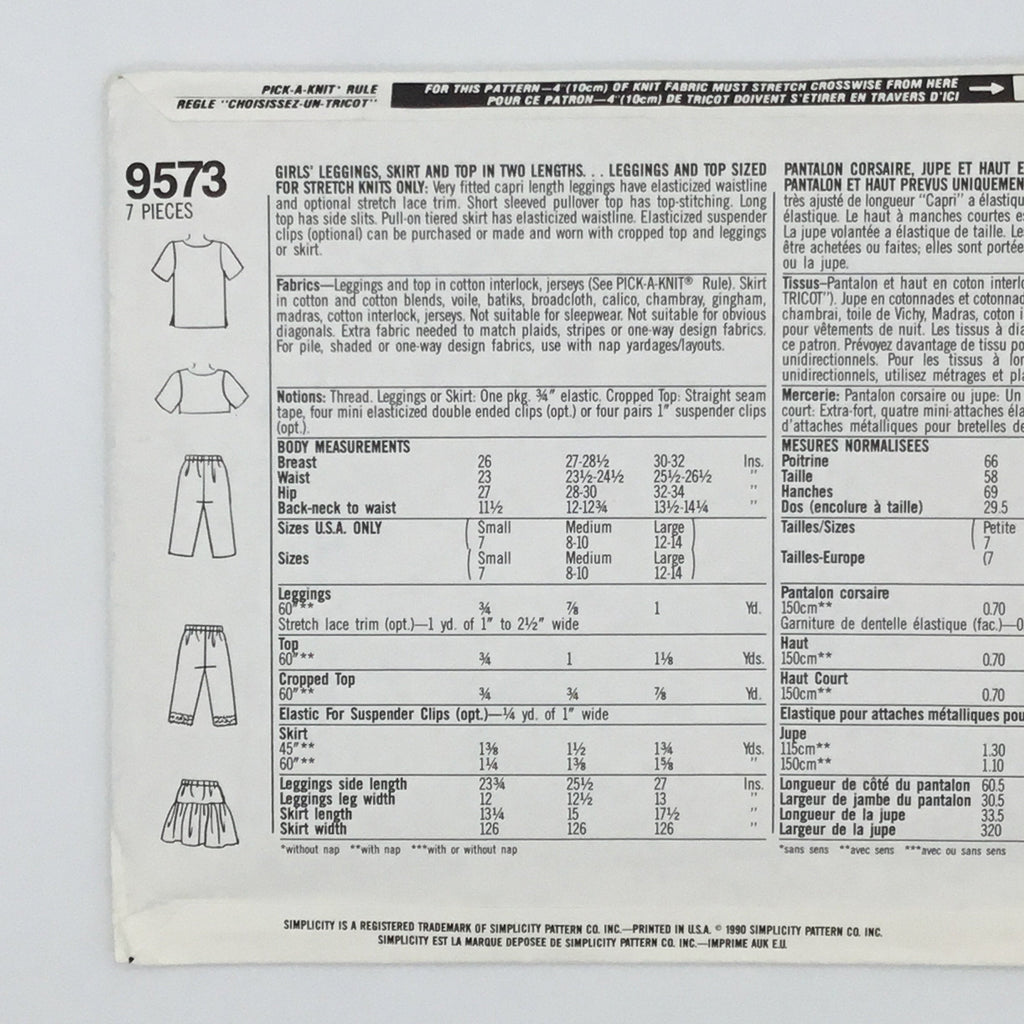 PICK-A-KNIT® RULE
REGLE "CHOISISSEZ-UN-TRICOT"
FOR THIS PATTERN—4"(10cm) OF KNIT FABRIC MUST STRETCH CROSSWISE FROM HERE
POUR CE PATRON—4"(10cm) DE TRICOT DOIVENT S'ETIRER EN TRAVERS D'ICI
9573
7 PIECES
GIRLS' LEGGINGS, SKIRT AND TOP IN TWO LENGTHS. . . LEGGINGS AND TOP SIZED
FOR STRETCH KNITS ONLY: Very fitted capri length leggings have elasticized waistline
and optional stretch lace trim. Short sleeved pullover top has top-stitching. Long
top has side slits. Pull-on tiered skirt has elasticized waistline. Elasticized suspender
clips (optional) can be purchased or made and worn with cropped top and leggings
or skirt.
Fabrics—Leggings and top in cotton interlock, jerseys (See PICK-A-KNIT® Rule). Skirt
in cotton and cotton blends, voile, batiks, broadcloth, calico, chambray, gingham,
madras, cotton interlock, jerseys. Not suitable for sleepwear. Not suitable for obvious
diagonals. Extra fabric needed to match plaids, stripes or one-way design fabrics.
For pile, shaded or one-way design fabrics, use with nap yardages/layouts.
Notions: Thread. Leggings or Skirt: One pkg. ¾" elastic. Cropped Top: Straight seam
tape, four mini elasticized double ended clips (opt.) or four pairs 1" suspender clips
(opt.).
BODY MEASUREMENTS
Breast 26 27-28½ 30-32 Ins.
Waist 23 23½-24½ 25½-26½ "
Hip 27 28-30 32-34 "
Back-neck to waist 11½ 12-12¾ 13½-14¼ "
Sizes U.S.A. ONLY ( Small Medium Large )
7 8-10 12-14
Sizes ( Small Medium Large )
7 8-10 12-14
Leggings
60"** ¾ ⅞ 1 Yd.
Stretch lace trim (opt.)—1 yd. of 1" to 2½" wide
Top
60"** ¾ 1 1⅛ Yds.
Cropped Top
60"** ¾ ¾ ⅞ Yd.
Elastic For Suspender Clips (opt.)—¼ yd. of 1" wide
Skirt
45"** 1⅜ 1½ 1¾ Yds.
60"** 1¼ 1⅜ 1⅝ "
Leggings side length 23¾ 25½ 27 Ins.
Leggings leg width 12 12½ 13 "
Skirt length 13¼ 15 17½ "
Skirt width 126 126 126 "
*without nap **with nap ***with or without nap
PANTALON CORSAIRE, JUPE ET HAUT E
PANTALON ET HAUT PREVUS UNIQUEMEN
très ajusté de longueur "Capri" a élastiqu
élastique. Le haut à manches courtes e
La jupe volantée a élastique de taille. Le
être achetées ou faites; elles sont portée
ou la jupe.
Tissus—Pantalon et haut en coton interlo
TRICOT"). Jupe en cotonnades et cotonnad
chambrai, toile de Vichy, Madras, coton i
pour vêtements de nuit. Les tissus à dia
ce patron. Prévoyez davantage de tissu po
unidirectionnels. Pour les tissus à lon
unidirectionnels, utilisez métrages et pla
Mercerie: Pantalon corsaire ou jupe: Un
court: Extra-fort, quatre mini-attaches éla
d'attaches métalliques pour bretelles de
MESURES NORMALISEES
Poitrine 66
Taille 58
Hanches 69
Dos (encolure à taille) 29.5
Tailles/Sizes ( Petite
7
Tailles-Europe (7
Pantalon corsaire
150cm** 0.70
Garniture de dentelle élastique (fac.)—0
Haut
150cm** 0.70
Haut Court
150cm** 0.70
Elastique pour attaches métalliques pou
Jupe
115cm** 1.30
150cm** 1.10
Longueur de côté du pantalon 60.5
Largeur de jambe du pantalon 30.5
Longueur de la jupe 33.5
Largeur de la jupe 320
*sans sens **avec sens ***avec ou sans sens
SIMPLICITY IS A REGISTERED TRADEMARK OF SIMPLICITY PATTERN CO. INC.—PRINTED IN U.S.A. © 1990 SIMPLICITY PATTERN CO. INC.
SIMPLICITY EST LA MARQUE DEPOSEE DE SIMPLICITY PATTERN CO. INC.—IMPRIME AUX E.U.